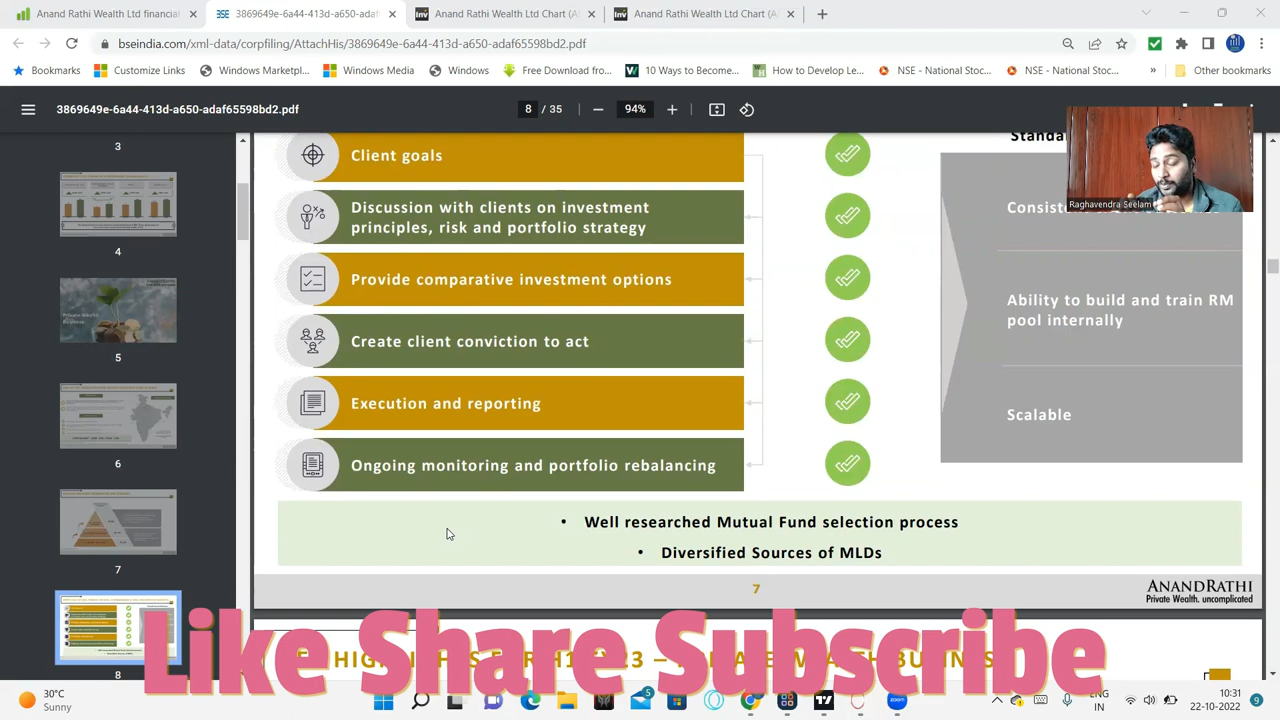 Anand Rathi Wealth Ltd financial
3869649e-6a44-413d-a650-adaf6
Anand Rathi Wealth Ltd Chart (A
Anand Rathi Wealth Ltd Chart (A
bseindia.com/xml-data/corpfiling/AttachHis/3869649e-6a44-413d-a650-adaf65598bd2.pdf
Bookmarks
Customize Links
Windows Marketpl...
Windows Media
Windows
Free Download fro...
10 Ways to Become...
How to Develop Le...
NSE - National Stoc...
NSE - National Stoc...
Other bookmarks
3869649e-6a44-413d-a650-adaf65598bd2.pdf
8 / 35
94%
3
4
5
6
7
8
Client goals
Discussion with clients on investment
principles, risk and portfolio strategy
Provide comparative investment options
Create client conviction to act
Execution and reporting
Ongoing monitoring and portfolio rebalancing
Ability to build and train RM
pool internally
Scalable
Raghavendra Seelam
• Well researched Mutual Fund selection process
• Diversified Sources of MLDs
7
ANANDRATHI
Private Wealth. uncomplicated
Like Share Subscribe
30°C
Sunny
5
ENG
IN
10:31
22-10-2022
9